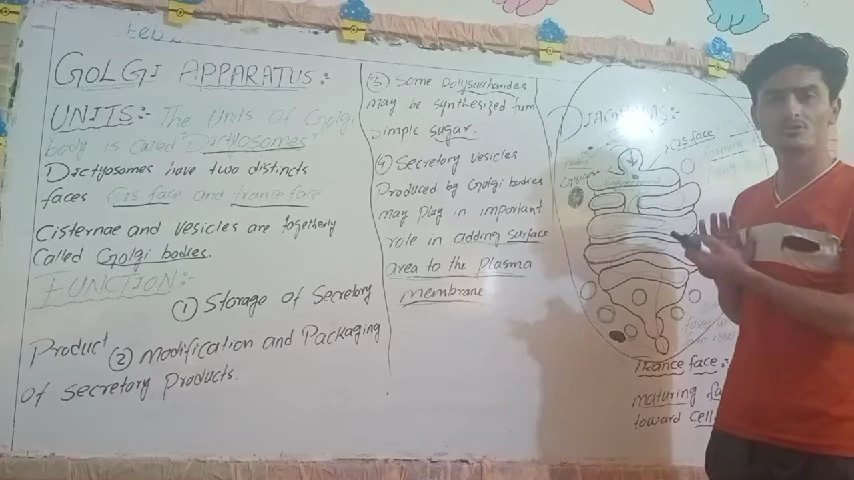 GOLGI APPARATUS:-
UNITS:- The Units of Golgi
body is called "Dictyosomes"
Dictyosomes have two distincts
faces Cis face and trance face
Cisternae and vesicles are togetherly
Called Golgi bodies.
FUNCTION:-
① Storage of Secretory
Product ② Modification and Packaging
of secretory Products.
③ Some Polysaccharides
may be synthesized from
simple sugar.
④ Secretory vesicles
Produced by Golgi bodies
may Play in important
role in adding surface
area to the Plasma
membrane.
DIAGRAMS:-
CIS face
Trance face:-
maturing
toward cell